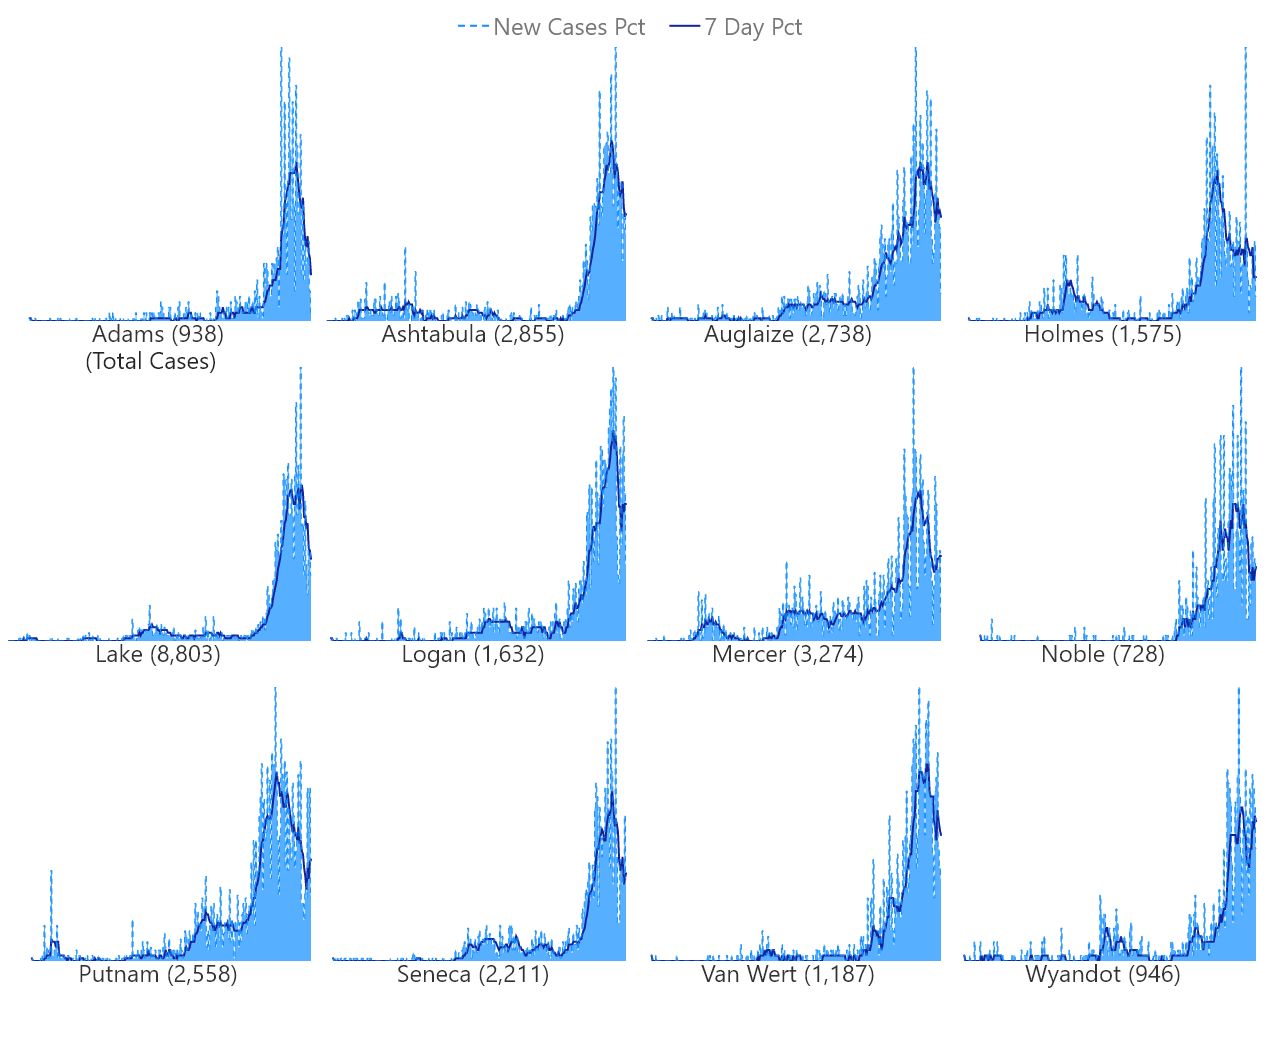 New Cases Pct 7 Day Pct
Adams (938) Ashtabula (2,855) Auglaize (2,738) Holmes (1,575)
(Total Cases)
Lake (8,803) Logan (1,632) Mercer (3,274) Noble (728)
Putnam (2,558) Seneca (2,211) Van Wert (1,187) Wyandot (946)